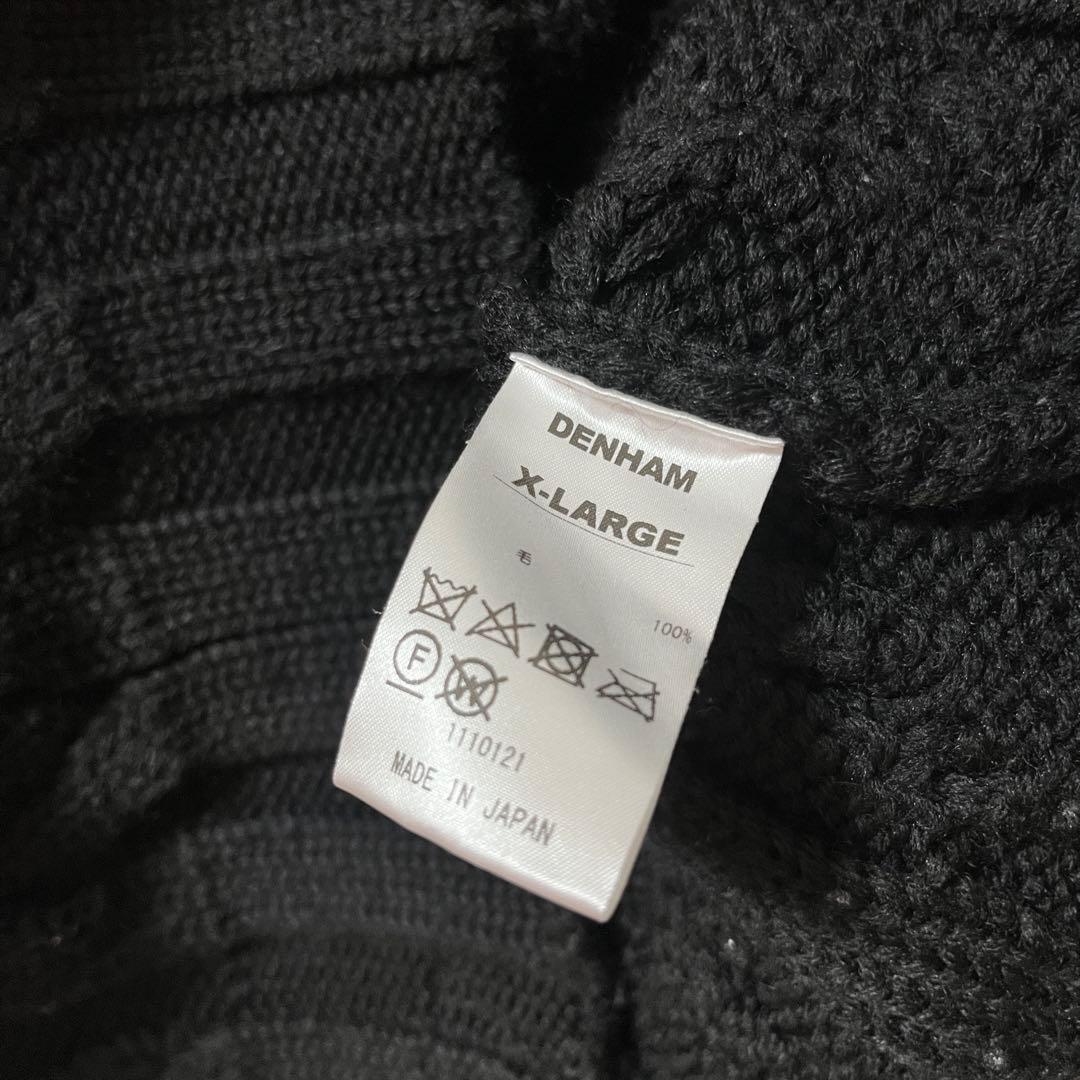 DENHAM
X-LARGE
毛 100%
F W
1110121
MADE IN JAPAN